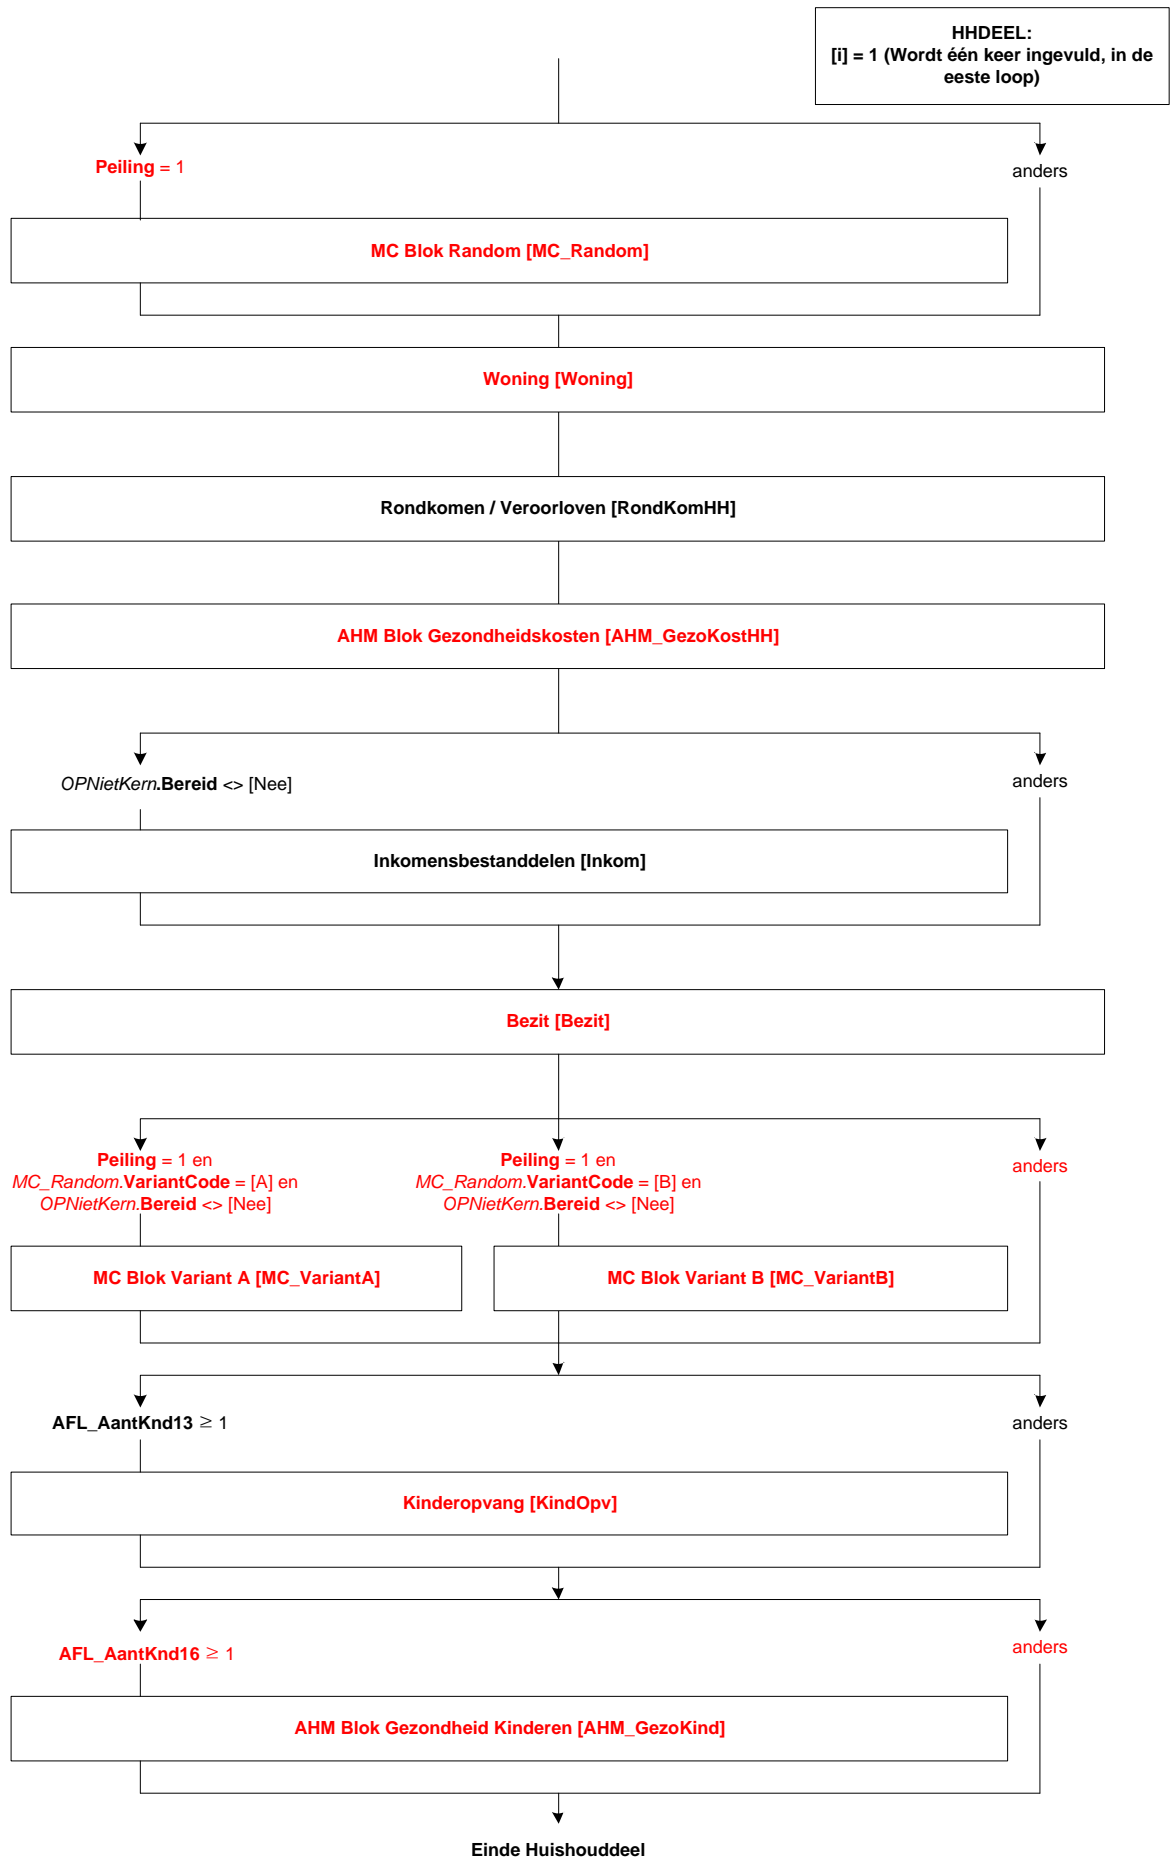 HHDEEL:
[i] = 1 (Wordt één keer ingevuld, in de
eeste loop)
Peiling = 1
anders
MC Blok Random [MC_Random]
Woning [Woning]
Rondkomen / Veroorloven [RondKomHH]
AHM Blok Gezondheidskosten [AHM_GezoKostHH]
OPNietKern.Bereid <> [Nee]
anders
Inkomensbestanddelen [Inkom]
Bezit [Bezit]
Peiling = 1 en
MC_Random.VariantCode = [A] en
OPNietKern.Bereid <> [Nee]
Peiling = 1 en
MC_Random.VariantCode = [B] en
OPNietKern.Bereid <> [Nee]
anders
MC Blok Variant A [MC_VariantA]
MC Blok Variant B [MC_VariantB]
AFL_AantKnd13 ≥ 1
anders
Kinderopvang [KindOpv]
AFL_AantKnd16 ≥ 1
anders
AHM Blok Gezondheid Kinderen [AHM_GezoKind]
Einde Huishouddeel